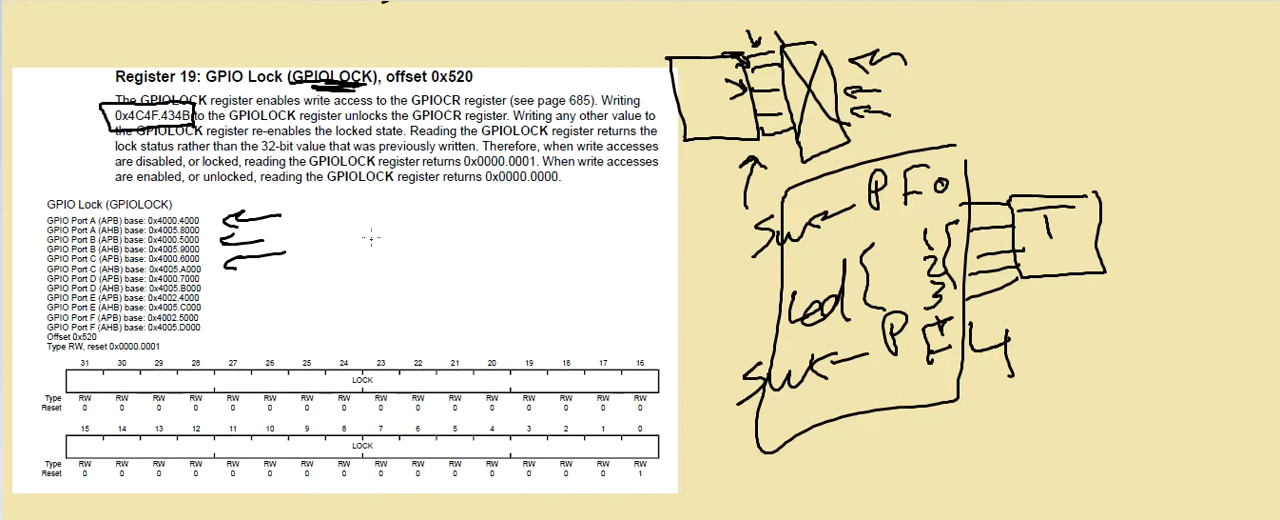 Register 19: GPIO Lock (GPIOLOCK), offset 0x520
The GPIOLOCK register enables write access to the GPIOCR register (see page 685). Writing
0x4C4F.434B to the GPIOLOCK register unlocks the GPIOCR register. Writing any other value to
the GPIOLOCK register re-enables the locked state. Reading the GPIOLOCK register returns the
lock status rather than the 32-bit value that was previously written. Therefore, when write accesses
are disabled, or locked, reading the GPIOLOCK register returns 0x0000.0001. When write accesses
are enabled, or unlocked, reading the GPIOLOCK register returns 0x0000.0000.
GPIO Lock (GPIOLOCK)
GPIO Port A (APB) base: 0x4000.4000
GPIO Port A (AHB) base: 0x4005.8000
GPIO Port B (APB) base: 0x4000.5000
GPIO Port B (AHB) base: 0x4005.9000
GPIO Port C (APB) base: 0x4000.6000
GPIO Port C (AHB) base: 0x4005.A000
GPIO Port D (APB) base: 0x4000.7000
GPIO Port D (AHB) base: 0x4005.B000
GPIO Port E (APB) base: 0x4002.4000
GPIO Port E (AHB) base: 0x4005.C000
GPIO Port F (APB) base: 0x4002.5000
GPIO Port F (AHB) base: 0x4005.D000
Offset 0x520
Type RW, reset 0x0000.0001
31 30 29 28 27 26 25 24 23 22 21 20 19 18 17 16
LOCK
Type RW RW RW RW RW RW RW RW RW RW RW RW RW RW RW RW
Reset 0 0 0 0 0 0 0 0 0 0 0 0 0 0 0 0
15 14 13 12 11 10 9 8 7 6 5 4 3 2 1 0
LOCK
Type RW RW RW RW RW RW RW RW RW RW RW RW RW RW RW RW
Reset 0 0 0 0 0 0 0 0 0 0 0 0 0 0 0 1
PF0
1
2
3
Led
PF4
1